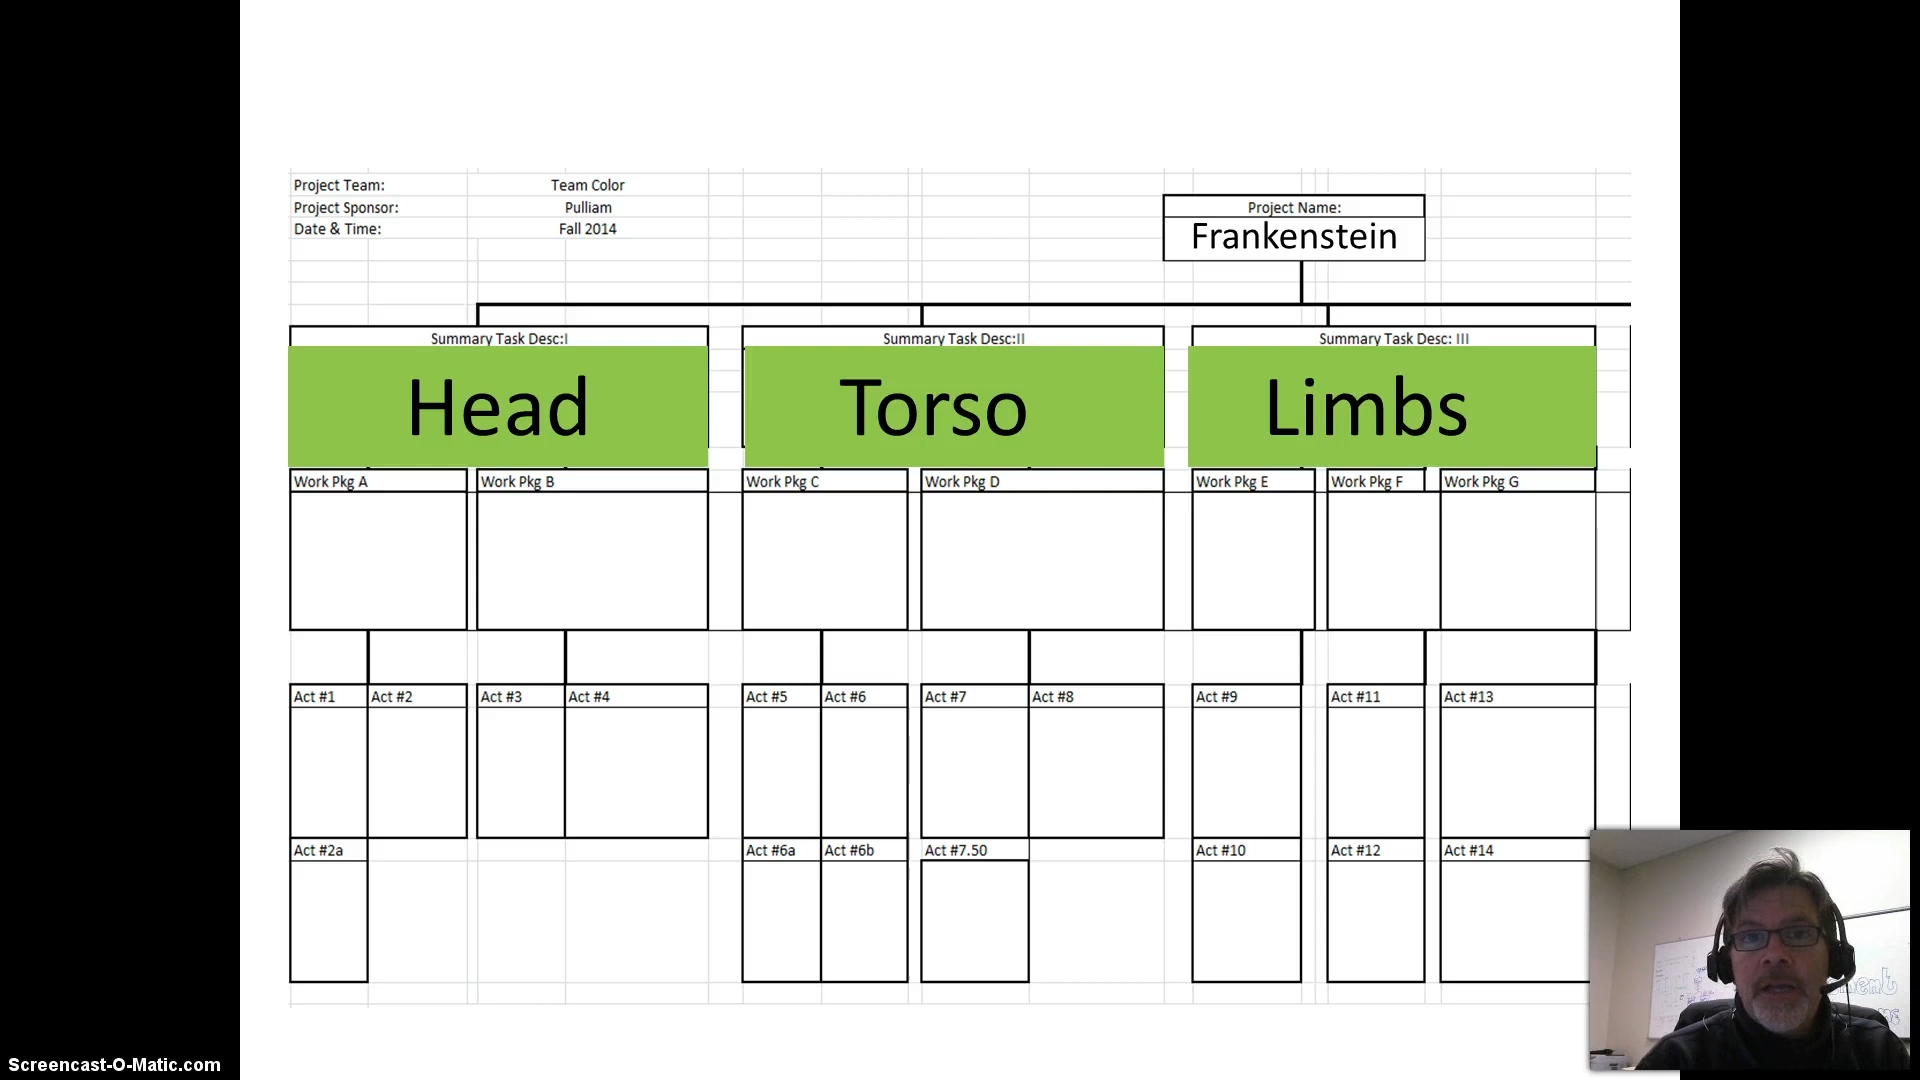 Project Team: Team Color
Project Sponsor: Pulliam
Date & Time: Fall 2014
Project Name:
Frankenstein
Summary Task Desc:I
Summary Task Desc:II
Summary Task Desc: III
Head
Torso
Limbs
Work Pkg A
Work Pkg B
Work Pkg C
Work Pkg D
Work Pkg E
Work Pkg F
Work Pkg G
Act #1
Act #2
Act #3
Act #4
Act #5
Act #6
Act #7
Act #8
Act #9
Act #11
Act #13
Act #2a
Act #6a
Act #6b
Act #7.50
Act #10
Act #12
Act #14
Screencast-O-Matic.com